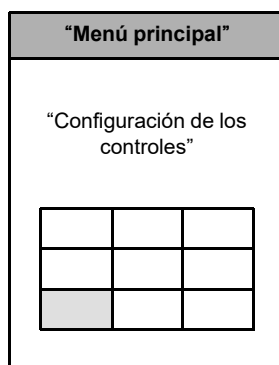 “Menú principal”
“Configuración de los
controles”